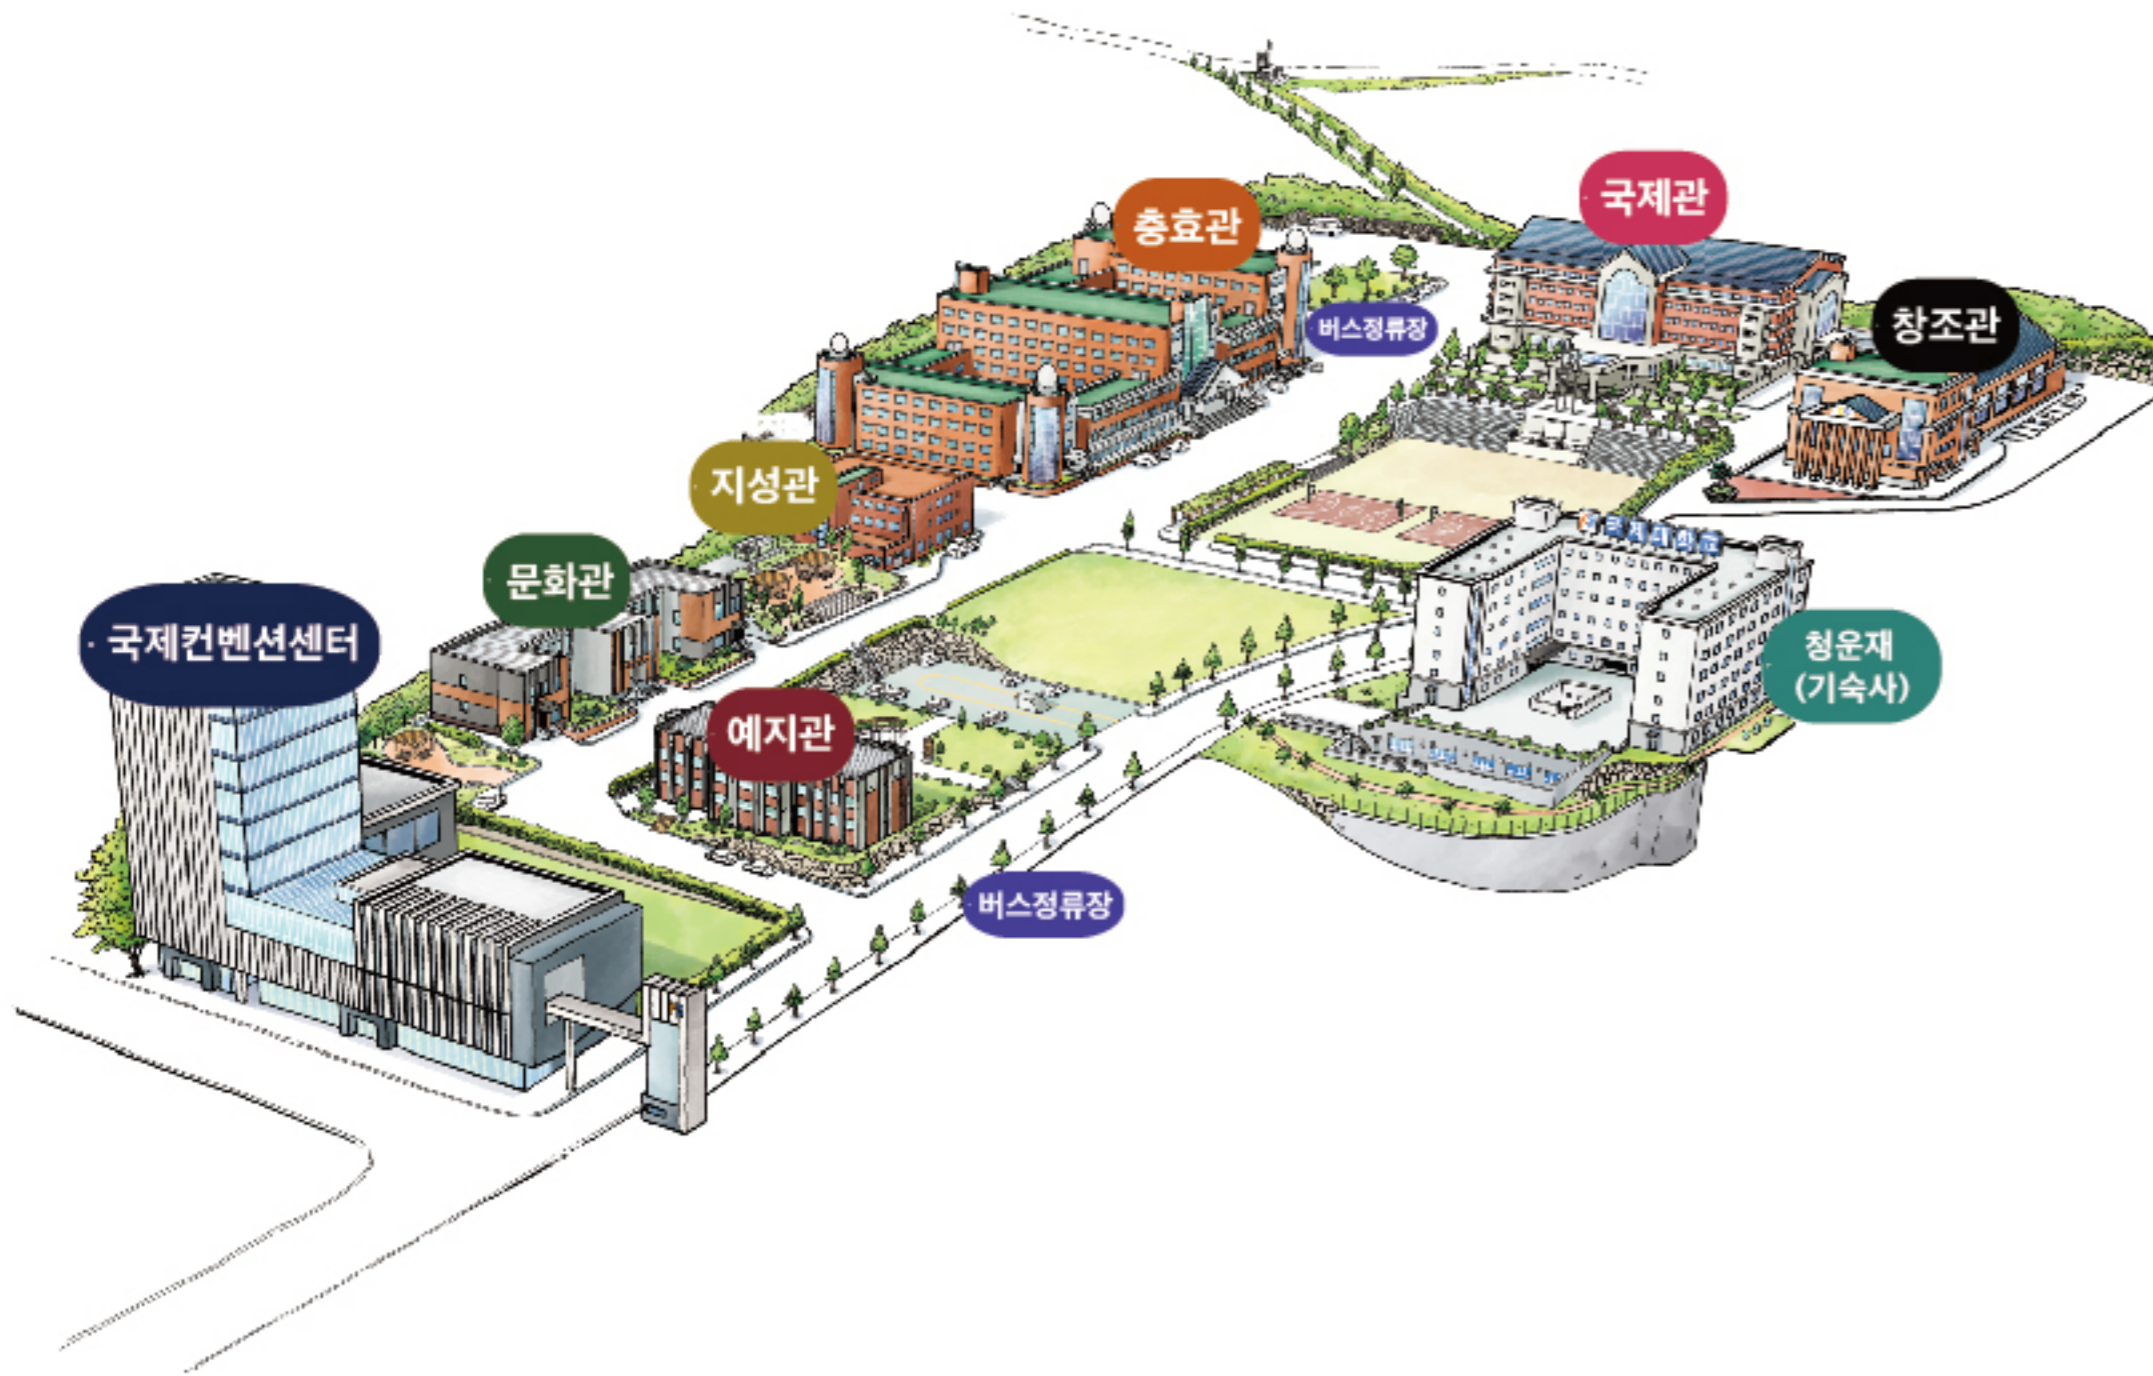 국제관
충효관
창조관
버스정류장
지성관
문화관
국제컨벤션센터
청운재
(기숙사)
예지관
버스정류장